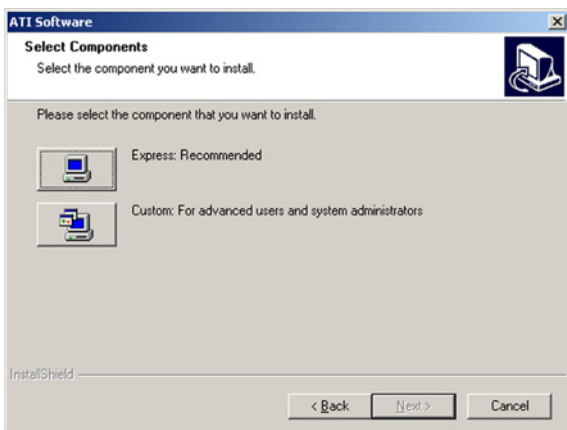 ATI Software
Select Components
Select the component you want to install.
Please select the component that you want to install.
Express: Recommended
Custom: For advanced users and system administrators
InstallShield
< Back
Next >
Cancel